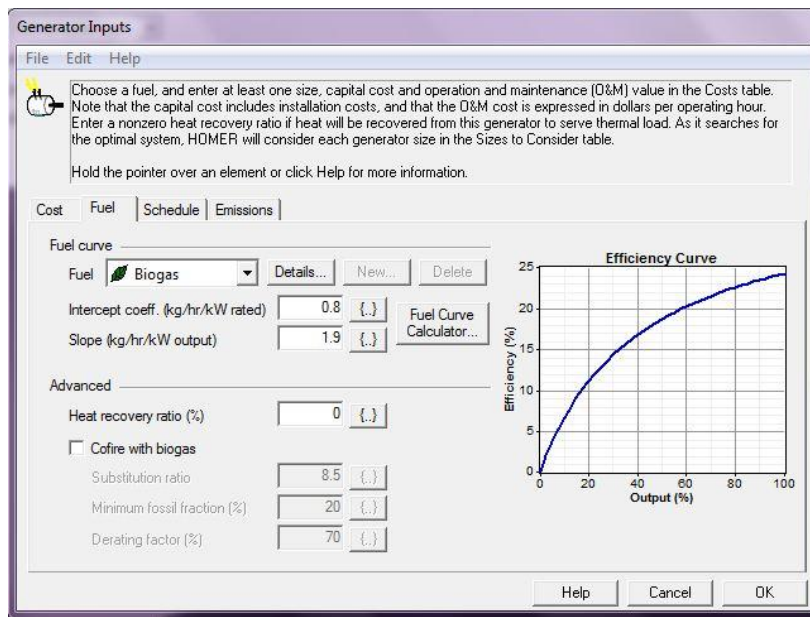 Generator Inputs
File Edit Help
Choose a fuel, and enter at least one size, capital cost and operation and maintenance (O&M) value in the Costs table.
Note that the capital cost includes installation costs, and that the O&M cost is expressed in dollars per operating hour.
Enter a nonzero heat recovery ratio if heat will be recovered from this generator to serve thermal load. As it searches for
the optimal system, HOMER will consider each generator size in the Sizes to Consider table.
Hold the pointer over an element or click Help for more information.
Cost Fuel Schedule Emissions
Fuel curve
Fuel Biogas Details... New... Delete
Intercept coeff. (kg/hr/kW rated) 0.8 {..}
Slope (kg/hr/kW output) 1.9 {..}
Fuel Curve
Calculator...
Advanced
Heat recovery ratio (%) 0 {..}
Cofire with biogas
Substitution ratio 8.5 {..}
Minimum fossil fraction (%) 20 {..}
Derating factor (%) 70 {..}
Efficiency Curve
25
20
15
10
5
0
Efficiency (%)
0 20 40 60 80 100
Output (%)
Help Cancel OK